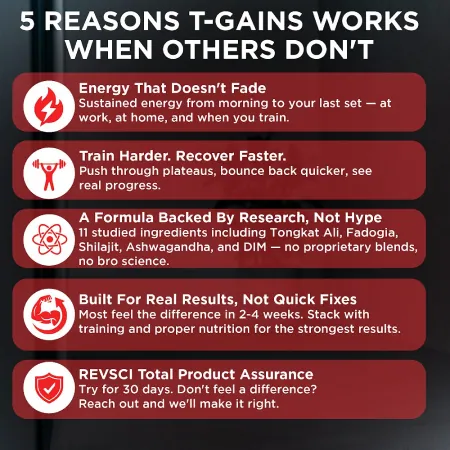 5 REASONS T-GAINS WORKS
WHEN OTHERS DON'T
Energy That Doesn't Fade
Sustained energy from morning to your last set — at
work, at home, and when you train.
Train Harder. Recover Faster.
Push through plateaus, bounce back quicker, see
real progress.
A Formula Backed By Research, Not Hype
11 studied ingredients including Tongkat Ali, Fadogia,
Shilajit, Ashwagandha, and DIM — no proprietary blends,
no bro science.
Built For Real Results, Not Quick Fixes
Most feel the difference in 2-4 weeks. Stack with
training and proper nutrition for the strongest results.
REVSCI Total Product Assurance
Try for 30 days. Don't feel a difference?
Reach out and we'll make it right.